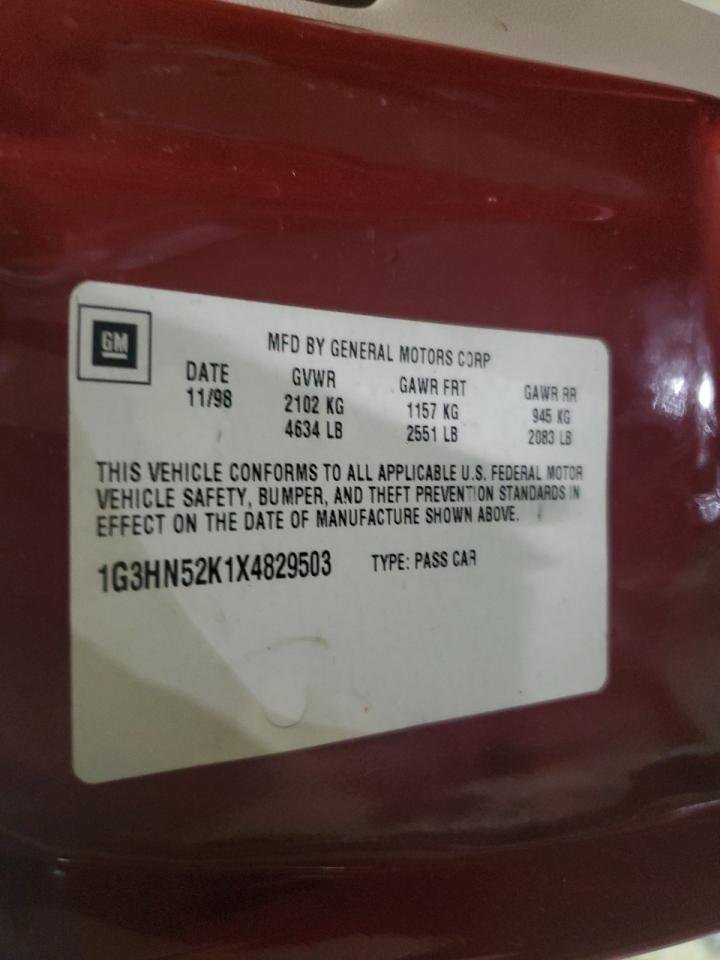 GM
MFD BY GENERAL MOTORS CORP
DATE GVWR GAWR FRT GAWR RR
11/98 2102 KG 1157 KG 945 KG
4634 LB 2551 LB 2083 LB
THIS VEHICLE CONFORMS TO ALL APPLICABLE U.S. FEDERAL MOTOR
VEHICLE SAFETY, BUMPER, AND THEFT PREVENTION STANDARDS IN
EFFECT ON THE DATE OF MANUFACTURE SHOWN ABOVE.
1G3HN52K1X4829503 TYPE: PASS CAR